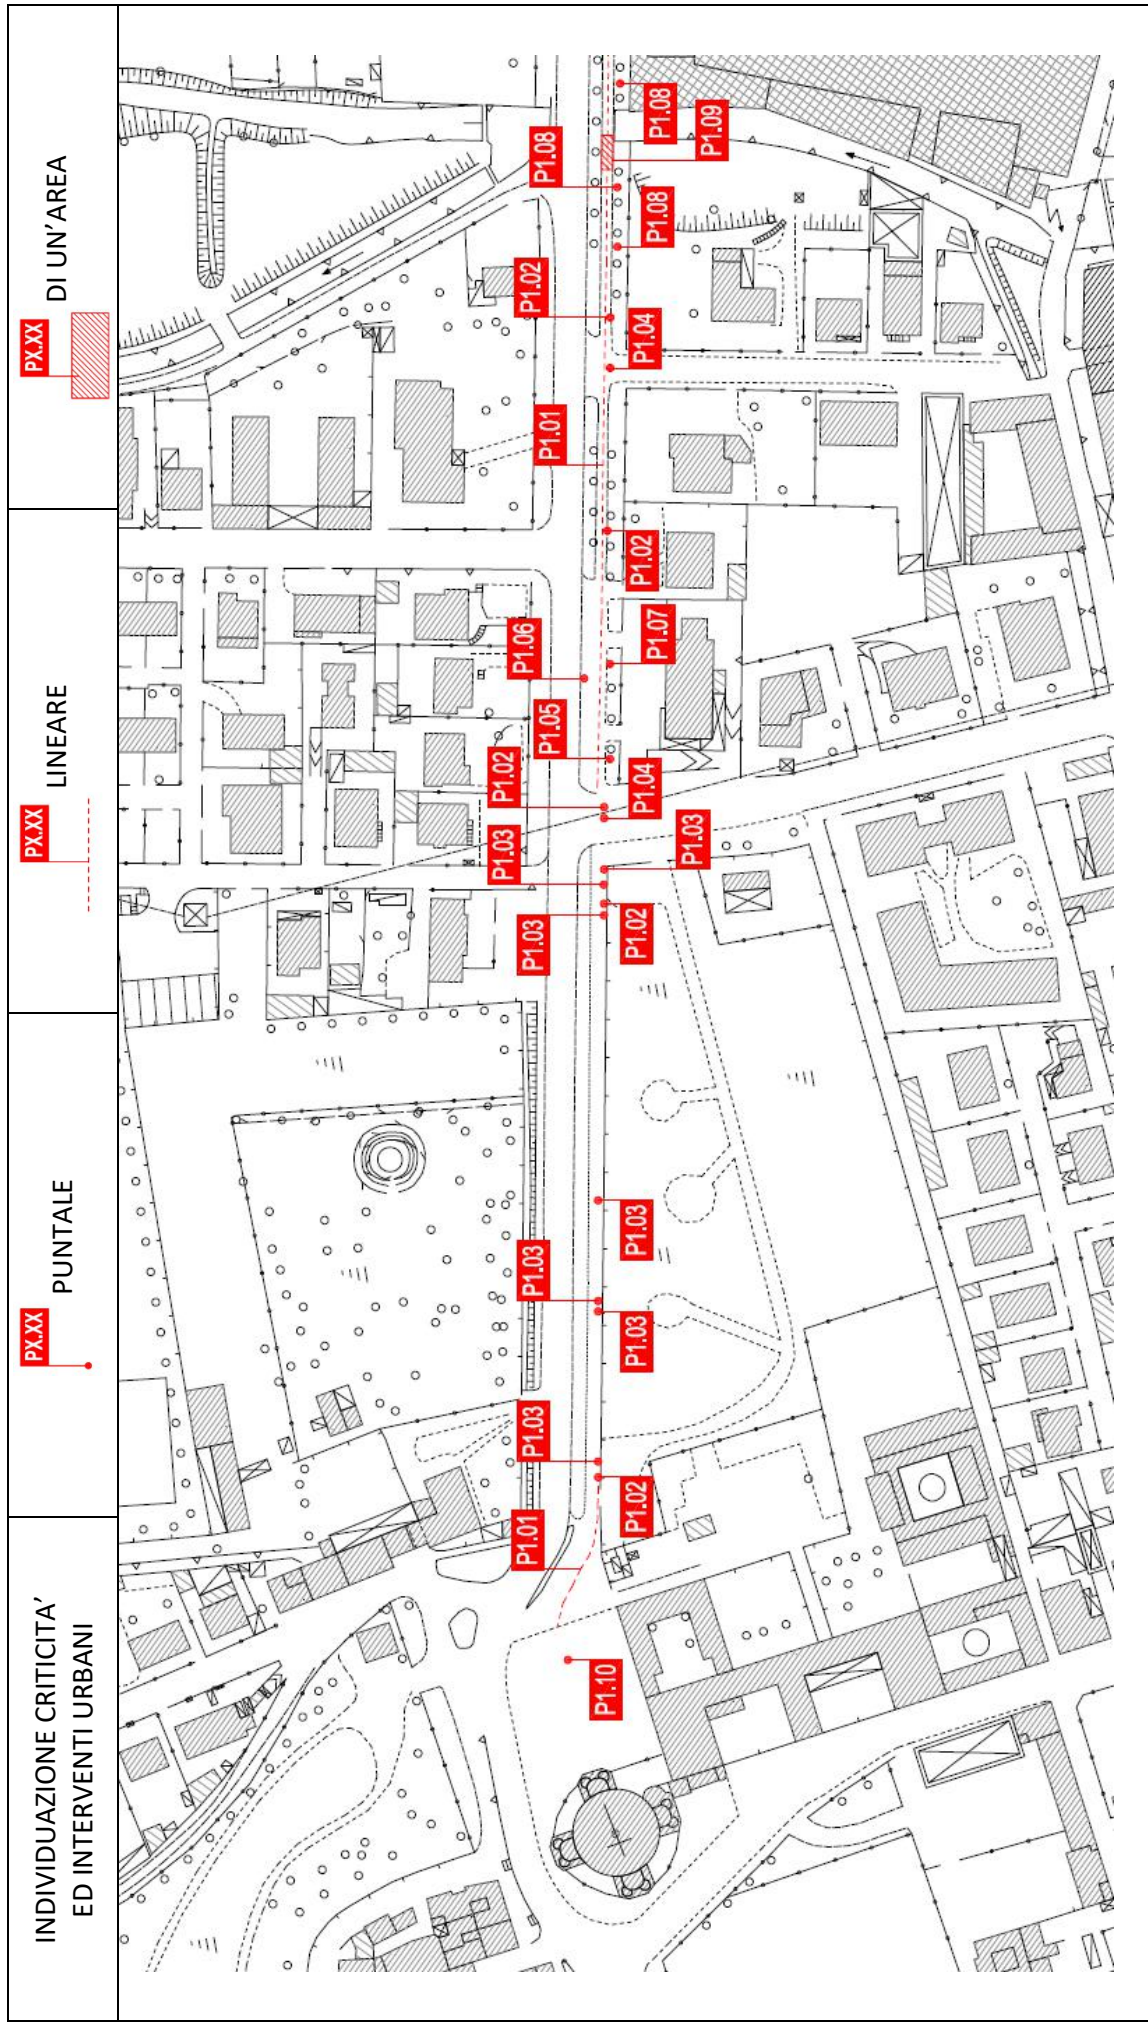 INDIVIDUAZIONE CRITICITA’
ED INTERVENTI URBANI
PX.XX
PUNTALE
PX.XX
LINEARE
PX.XX
DI UN’AREA
P1.01
P1.03
P1.03
P1.03
P1.03
P1.02
P1.05
P1.06
P1.01
P1.02
P1.08
P1.10
P1.02
P1.03
P1.03
P1.02
P1.03
P1.04
P1.07
P1.02
P1.04
P1.08
P1.08
P1.09